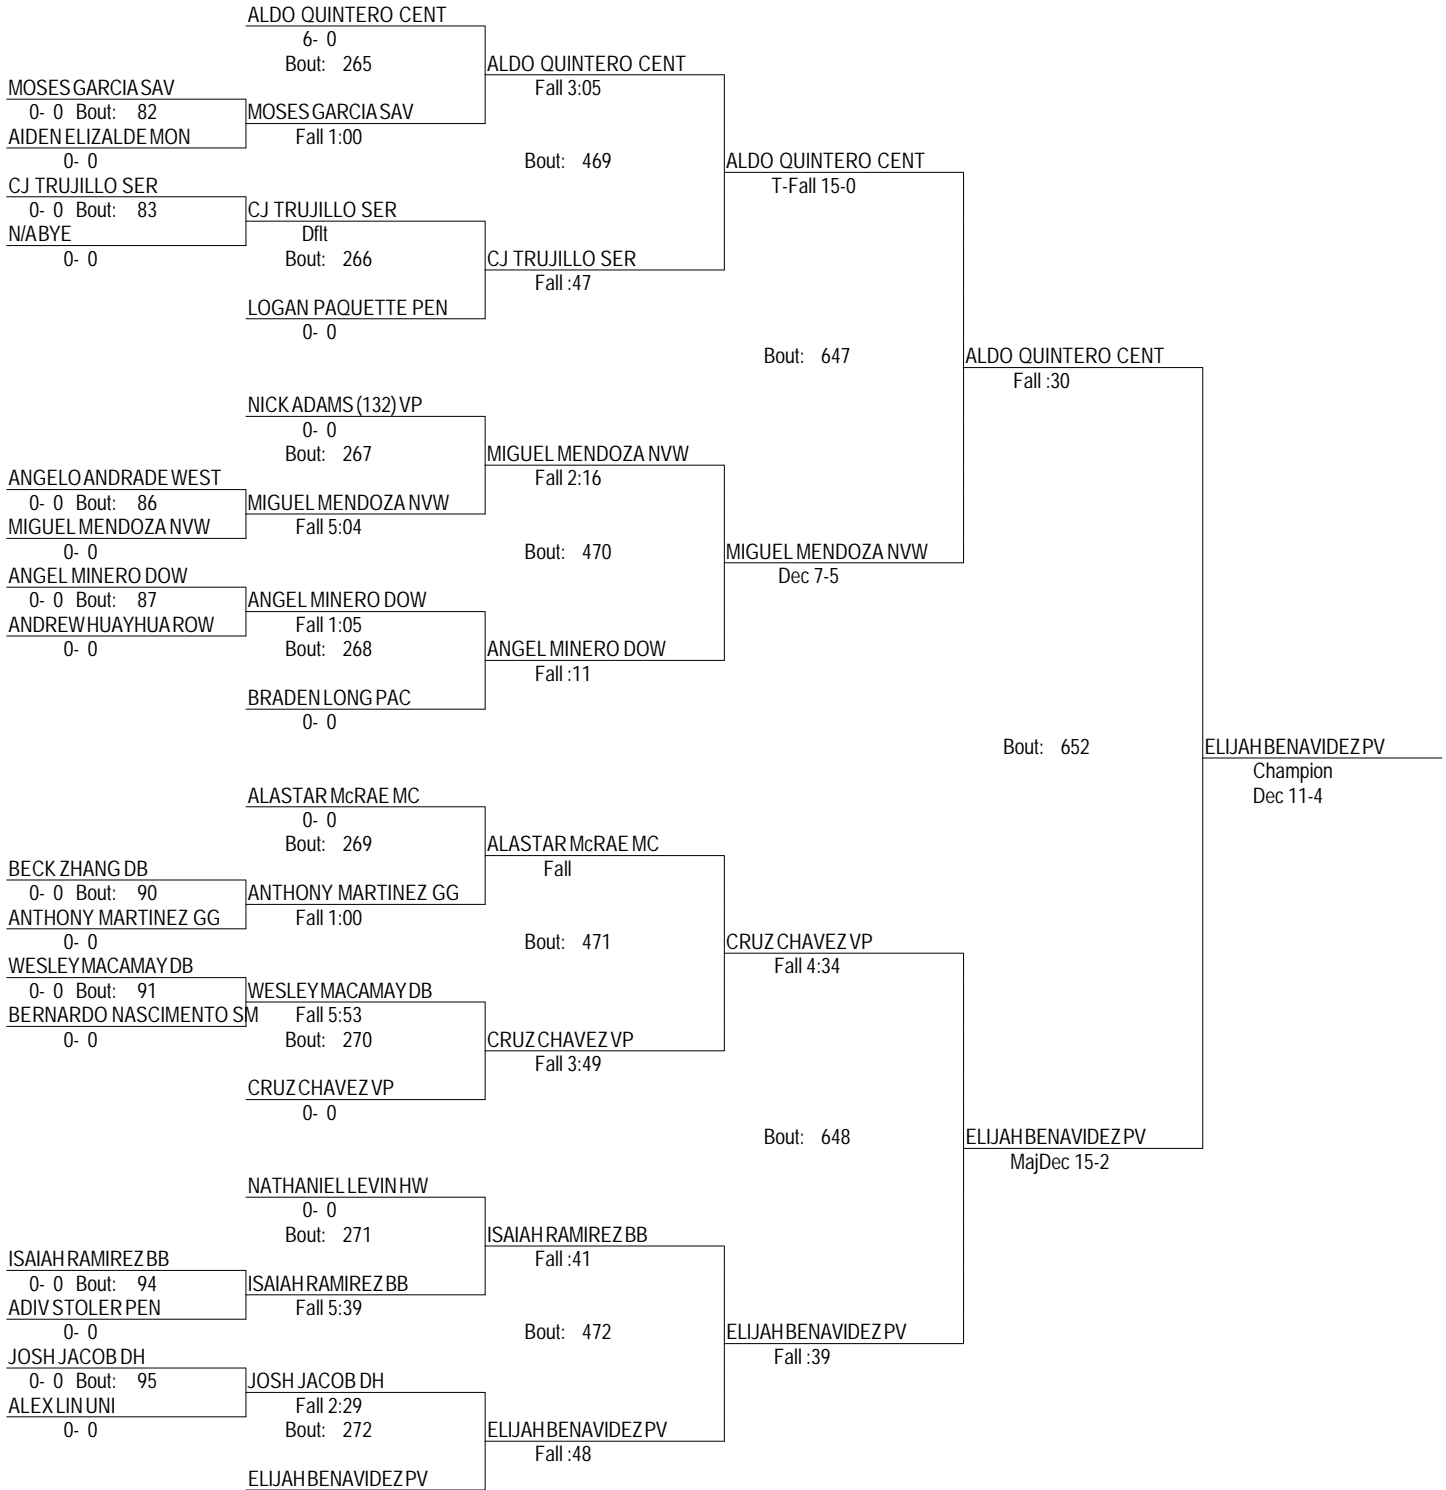 ALDO QUINTERO CENT
6- 0
Bout: 265
ALDO QUINTERO CENT
Fall 3:05
MOSES GARCIA SAV
0- 0 Bout: 82
MOSES GARCIA SAV
Fall 1:00
AIDEN ELIZALDE MON
0- 0
Bout: 469
ALDO QUINTERO CENT
T-Fall 15-0
CJ TRUJILLO SER
0- 0 Bout: 83
CJ TRUJILLO SER
Dflt
N/A BYE
0- 0
Bout: 266
CJ TRUJILLO SER
Fall :47
LOGAN PAQUETTE PEN
0- 0
Bout: 647
ALDO QUINTERO CENT
Fall :30
NICK ADAMS (132) VP
0- 0
Bout: 267
MIGUEL MENDOZA NVW
Fall 2:16
ANGELO ANDRADE WEST
0- 0 Bout: 86
MIGUEL MENDOZA NVW
Fall 5:04
MIGUEL MENDOZA NVW
0- 0
Bout: 470
MIGUEL MENDOZA NVW
Dec 7-5
ANGEL MINERO DOW
0- 0 Bout: 87
ANGEL MINERO DOW
Fall 1:05
ANDREW HUAYHUA ROW
0- 0
Bout: 268
ANGEL MINERO DOW
Fall :11
BRADEN LONG PAC
0- 0
Bout: 652
ELIJAH BENAVIDEZ PV
Champion
Dec 11-4
ALASTAR McRAE MC
0- 0
Bout: 269
ALASTAR McRAE MC
Fall
BECK ZHANG DB
0- 0 Bout: 90
ANTHONY MARTINEZ GG
Fall 1:00
ANTHONY MARTINEZ GG
0- 0
Bout: 471
CRUZ CHAVEZ VP
Fall 4:34
WESLEY MACAMAY DB
0- 0 Bout: 91
WESLEY MACAMAY DB
Fall 5:53
BERNARDO NASCIMENTO SM
0- 0
Bout: 270
CRUZ CHAVEZ VP
Fall 3:49
CRUZ CHAVEZ VP
0- 0
Bout: 648
ELIJAH BENAVIDEZ PV
MajDec 15-2
NATHANIEL LEVIN HW
0- 0
Bout: 271
ISAIAH RAMIREZ BB
Fall :41
ISAIAH RAMIREZ BB
0- 0 Bout: 94
ISAIAH RAMIREZ BB
Fall 5:39
ADIV STOLER PEN
0- 0
Bout: 472
ELIJAH BENAVIDEZ PV
Fall :39
JOSH JACOB DH
0- 0 Bout: 95
JOSH JACOB DH
Fall 2:29
ALEX LIN UNI
0- 0
Bout: 272
ELIJAH BENAVIDEZ PV
Fall :48
ELIJAH BENAVIDEZ PV